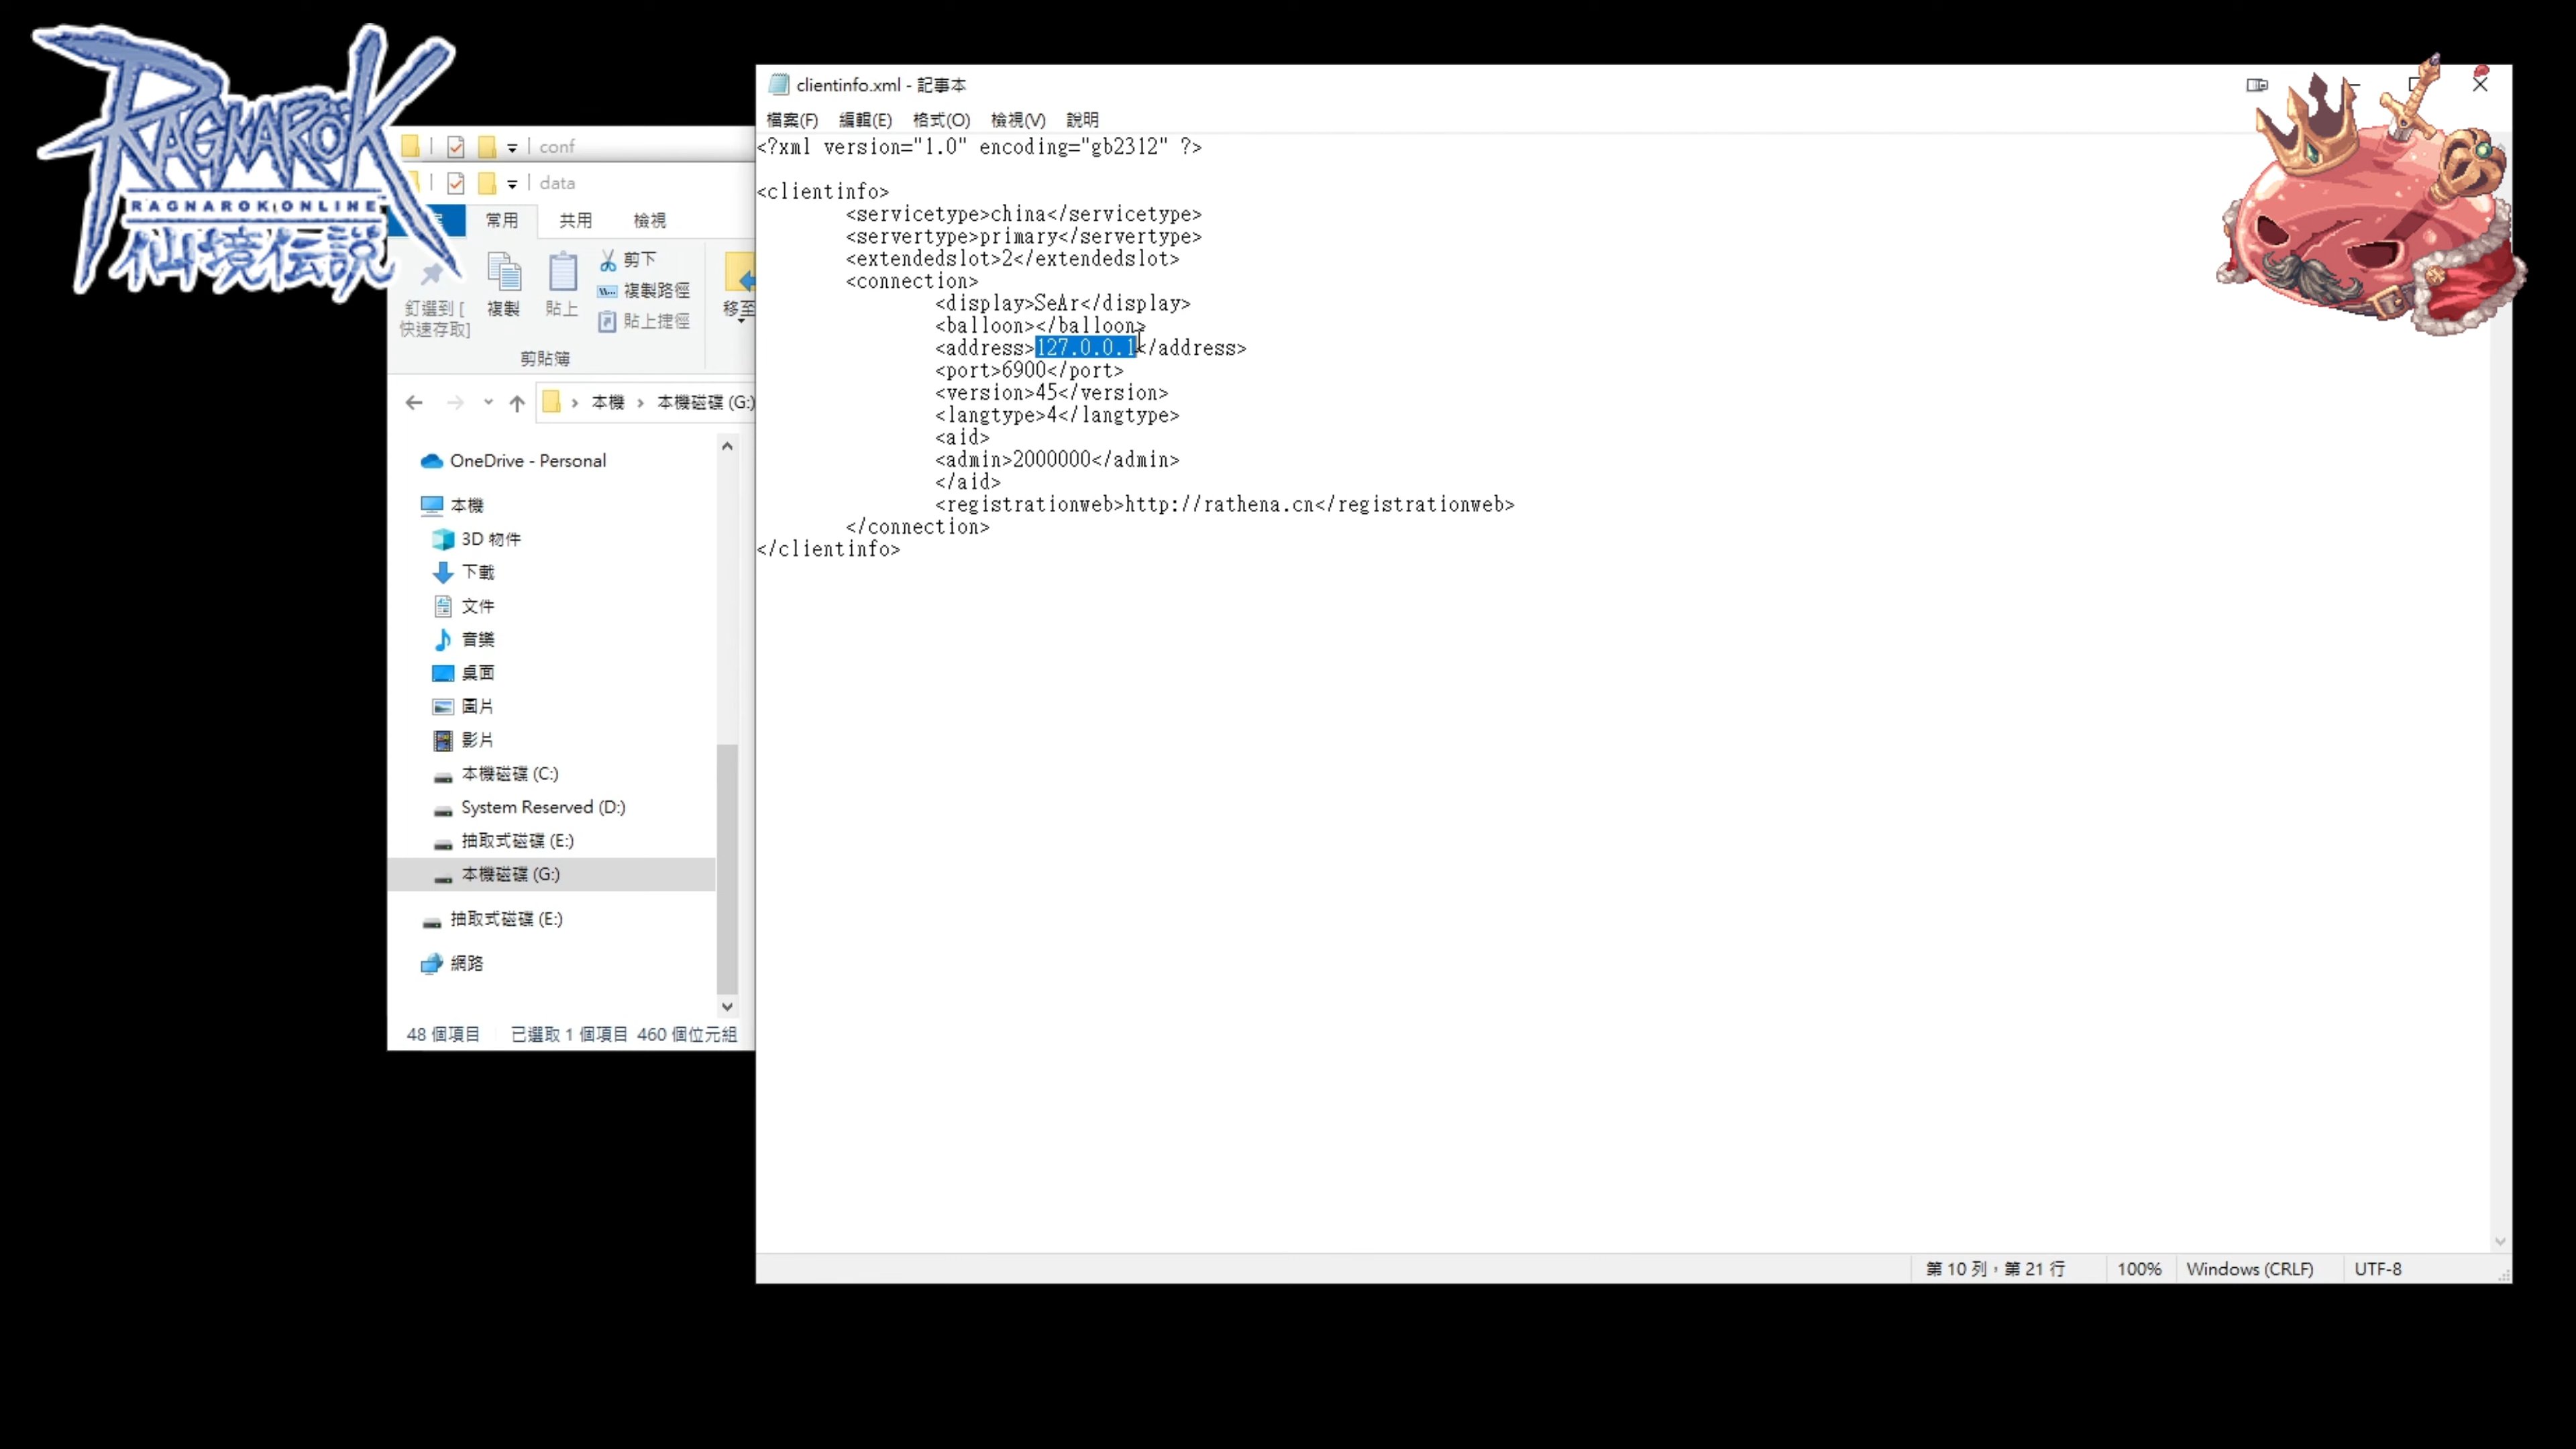 RAGNARÖK
RAGNAROK ONLINE
仙境伝説
conf
data
常用
共用
檢視
釘選到 [
快速存取]
複製
貼上
剪下
複製路徑
貼上捷徑
移至
剪貼簿
本機 › 本機磁碟 (G:)
OneDrive - Personal
本機
3D 物件
下載
文件
音樂
桌面
圖片
影片
本機磁碟 (C:)
System Reserved (D:)
抽取式磁碟 (E:)
本機磁碟 (G:)
抽取式磁碟 (E:)
網路
48 個項目 已選取 1 個項目 460 個位元組
clientinfo.xml - 記事本
檔案(F) 編輯(E) 格式(O) 檢視(V) 說明
<?xml version="1.0" encoding="gb2312" ?>
<clientinfo>
<servicetype>china</servicetype>
<servertype>primary</servertype>
<extendedslot>2</extendedslot>
<connection>
<display>SeAr</display>
<balloon></balloon>
<address>127.0.0.1</address>
<port>6900</port>
<version>45</version>
<langtype>4</langtype>
<aid>
<admin>2000000</admin>
</aid>
<registrationweb>http://rathena.cn</registrationweb>
</connection>
</clientinfo>
第 10 列，第 21 行 100% Windows (CRLF) UTF-8